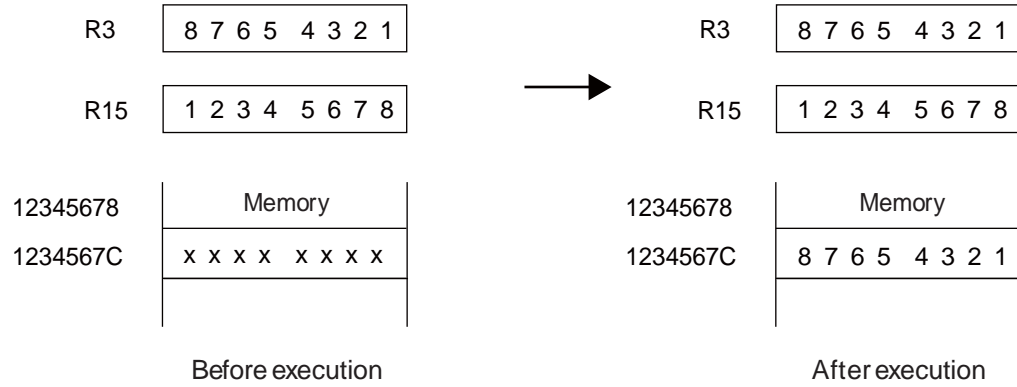 R3 8 7 6 5 4 3 2 1 R3 8 7 6 5 4 3 2 1
R15 1 2 3 4 5 6 7 8 R15 1 2 3 4 5 6 7 8
12345678 Memory 12345678 Memory
1234567C x x x x x x x x 1234567C 8 7 6 5 4 3 2 1
Before execution After execution